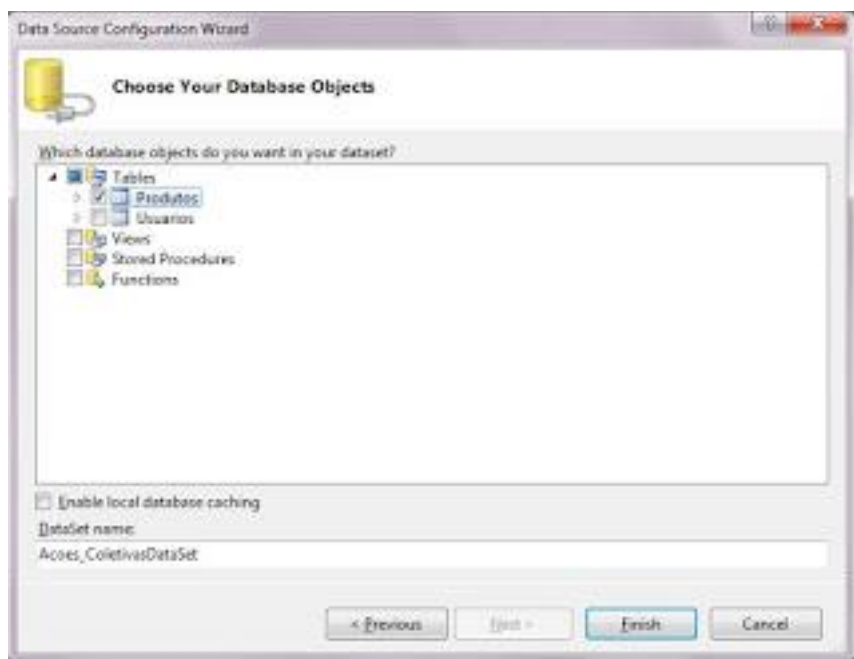 Data Source Configuration Wizard
Choose Your Database Objects
Which database objects do you want in your dataset?
Tables
Produtos
Usuarios
Views
Stored Procedures
Functions
Enable local database caching
DataSet name:
Acoes_ColetivasDataSet
< Previous
Next >
Finish
Cancel